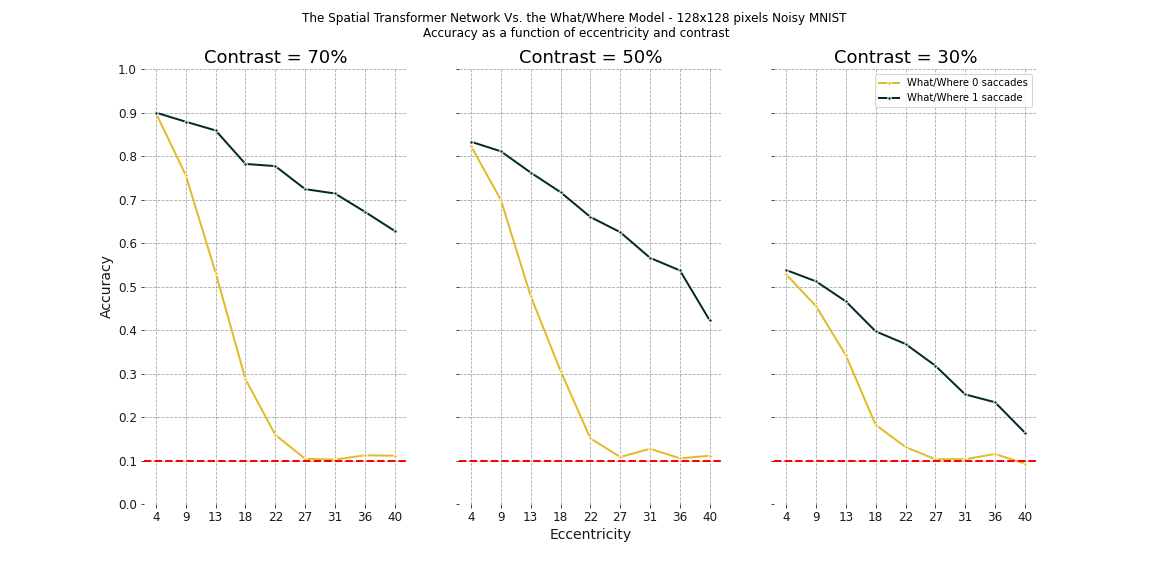 The Spatial Transformer Network Vs. the What/Where Model - 128x128 pixels Noisy MNIST
Accuracy as a function of eccentricity and contrast
Contrast = 70%
Contrast = 50%
Contrast = 30%
What/Where 0 saccades
What/Where 1 saccade
Accuracy
1.0
0.9
0.8
0.7
0.6
0.5
0.4
0.3
0.2
0.1
0.0
4 9 13 18 22 27 31 36 40
4 9 13 18 22 27 31 36 40
4 9 13 18 22 27 31 36 40
Eccentricity